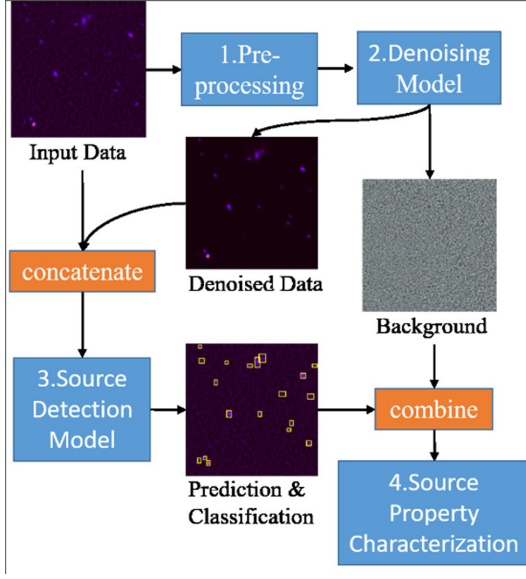 1.Pre-
processing
2.Denoising
Model
Input Data
concatenate
Denoised Data
Background
3.Source
Detection
Model
Prediction &
Classification
combine
4.Source
Property
Characterization